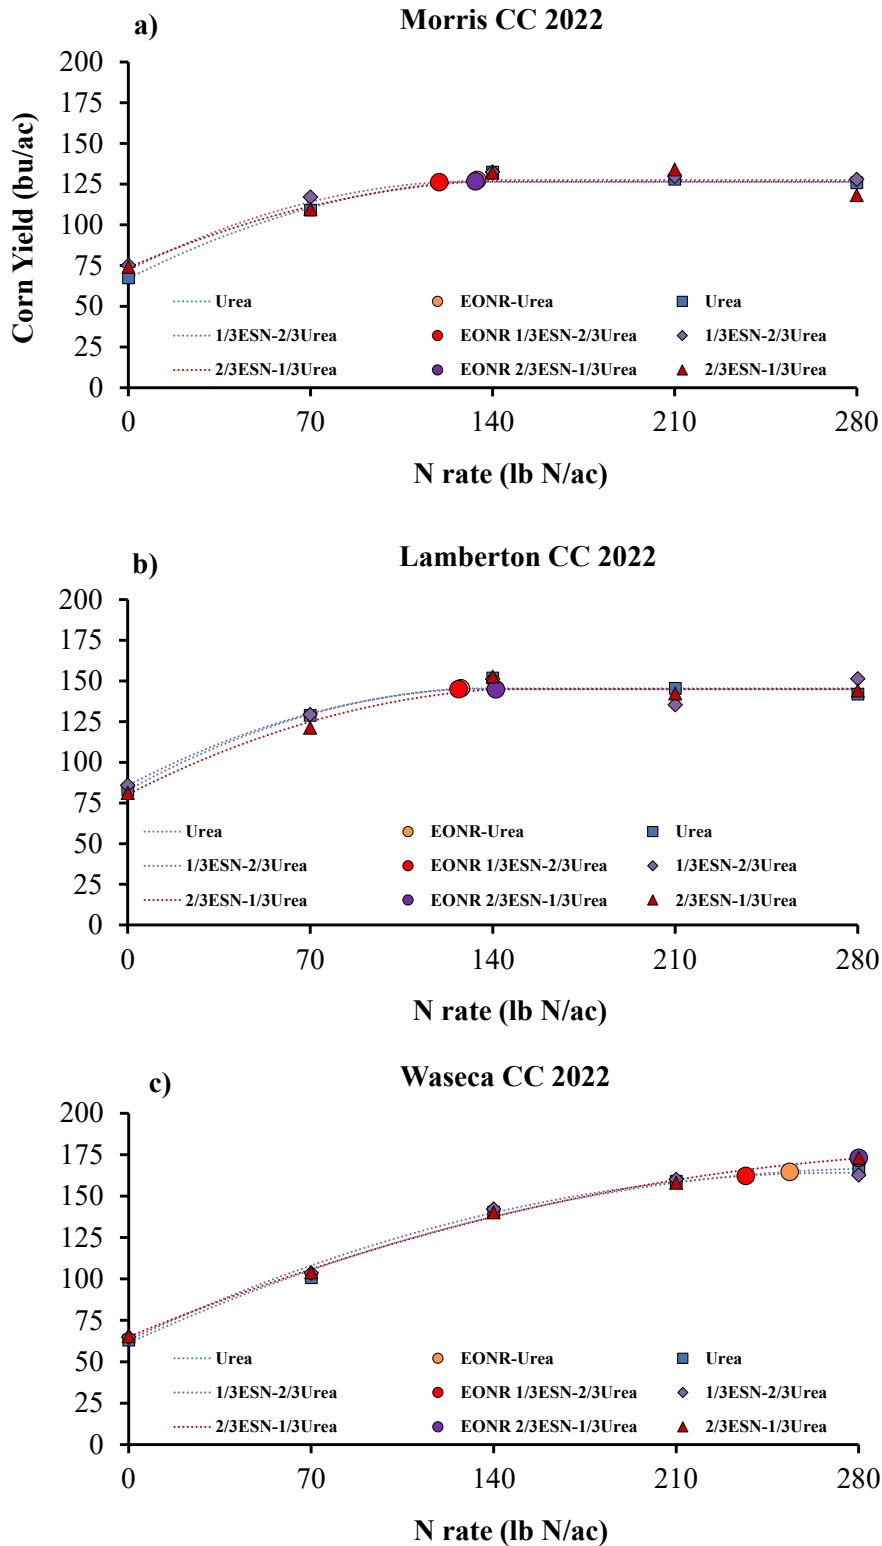 a)
Morris CC 2022
Corn Yield (bu/ac)
200
175
150
125
100
75
50
25
0
Urea
EONR-Urea
Urea
1/3ESN-2/3Urea
EONR 1/3ESN-2/3Urea
1/3ESN-2/3Urea
2/3ESN-1/3Urea
EONR 2/3ESN-1/3Urea
2/3ESN-1/3Urea
0 70 140 210 280
N rate (lb N/ac)
b)
Lamberton CC 2022
200
175
150
125
100
75
50
25
0
Urea
EONR-Urea
Urea
1/3ESN-2/3Urea
EONR 1/3ESN-2/3Urea
1/3ESN-2/3Urea
2/3ESN-1/3Urea
EONR 2/3ESN-1/3Urea
2/3ESN-1/3Urea
0 70 140 210 280
N rate (lb N/ac)
c)
Waseca CC 2022
200
175
150
125
100
75
50
25
0
Urea
EONR-Urea
Urea
1/3ESN-2/3Urea
EONR 1/3ESN-2/3Urea
1/3ESN-2/3Urea
2/3ESN-1/3Urea
EONR 2/3ESN-1/3Urea
2/3ESN-1/3Urea
0 70 140 210 280
N rate (lb N/ac)